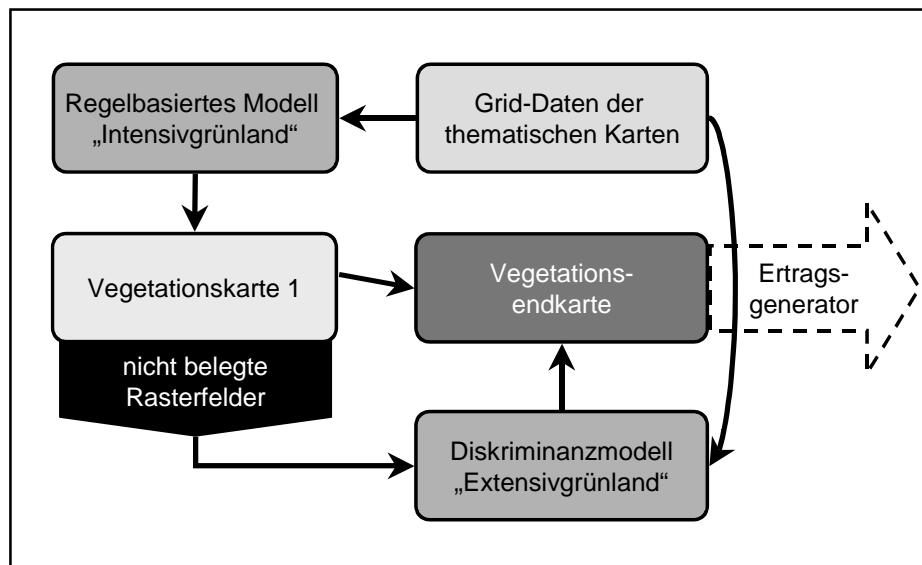 Regelbasiertes Modell
„Intensivgrünland“
Grid-Daten der
thematischen Karten
Vegetationskarte 1
Vegetations-
endkarte
Ertrags-
generator
nicht belegte
Rasterfelder
Diskriminanzmodell
„Extensivgrünland“